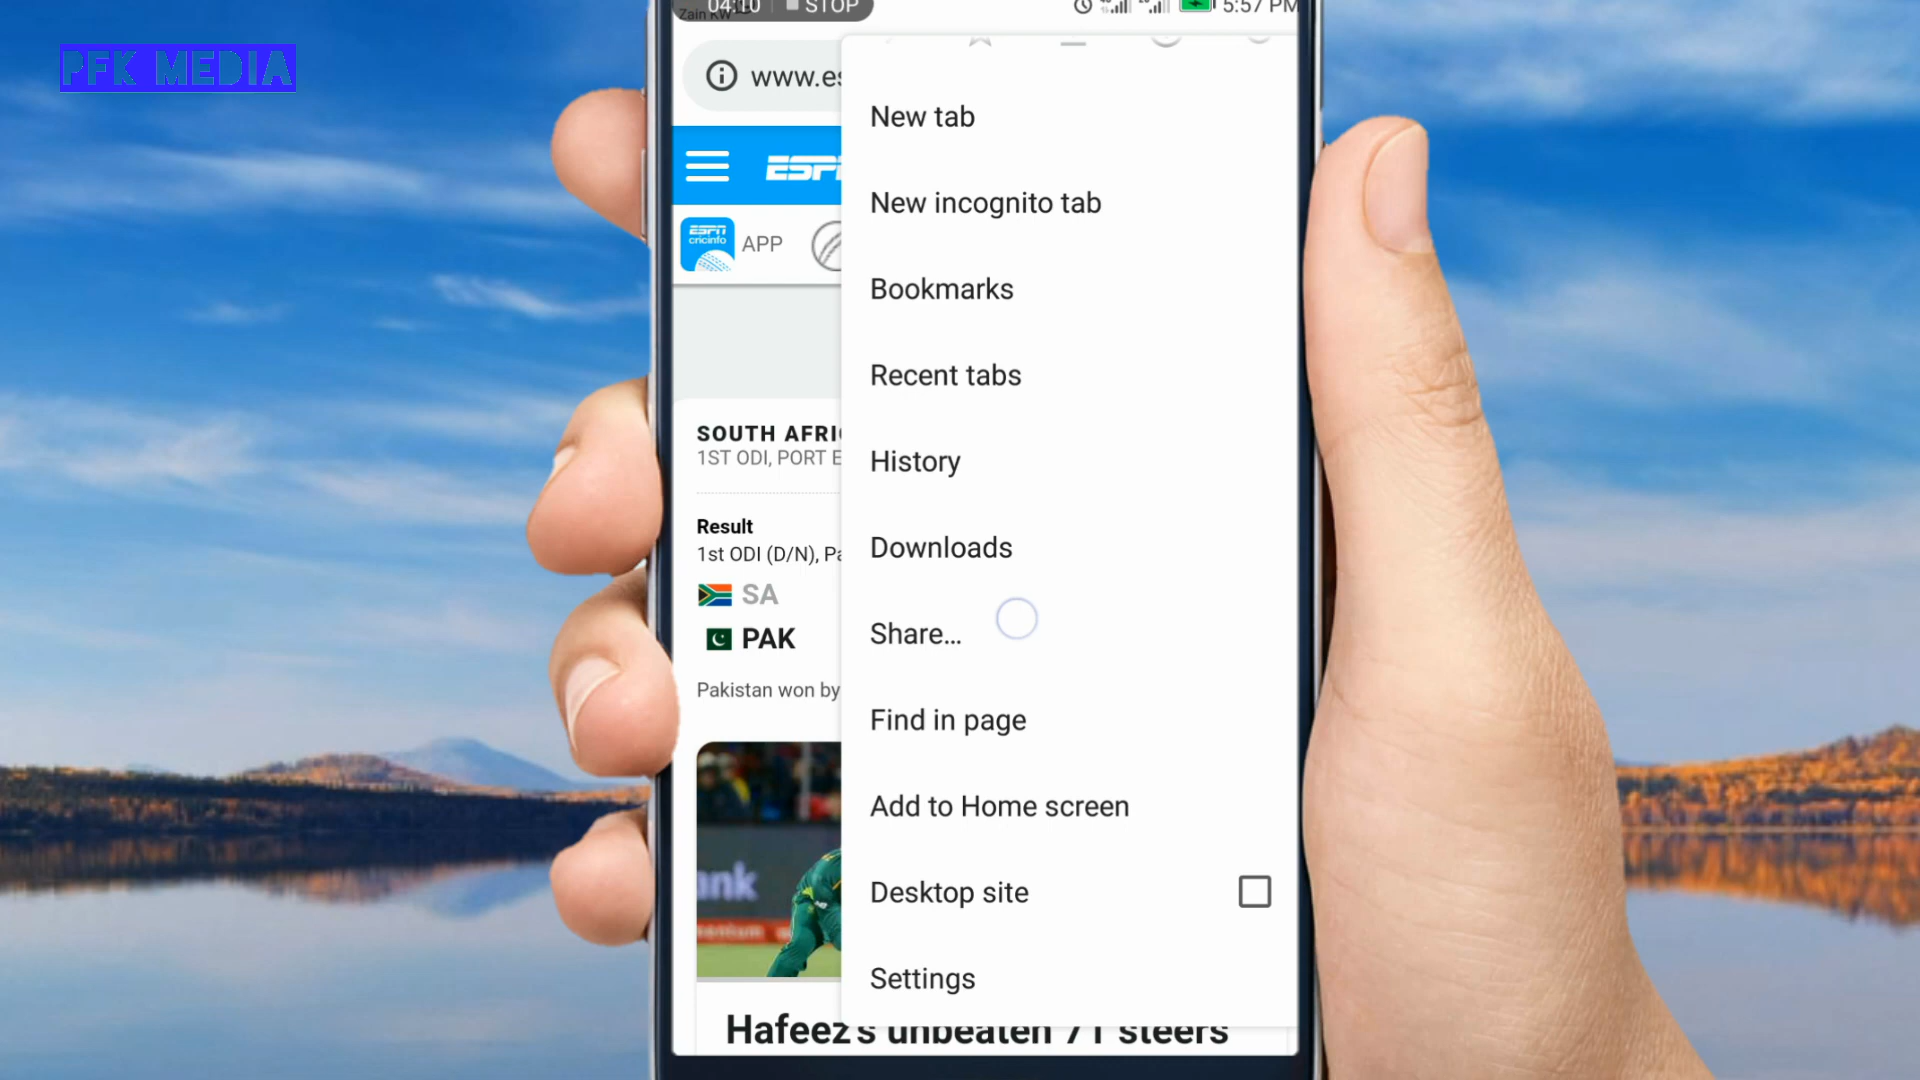 PFK MEDIA
Zain KW
04:10 STOP
5:57 PM
www.es
ESPN
ESPN
cricinfo
APP
SOUTH AFRI
1ST ODI, PORT E
Result
1st ODI (D/N), Pa
SA
PAK
Pakistan won by
Hafeez's unbeaten 71 steers
New tab
New incognito tab
Bookmarks
Recent tabs
History
Downloads
Share...
Find in page
Add to Home screen
Desktop site
Settings